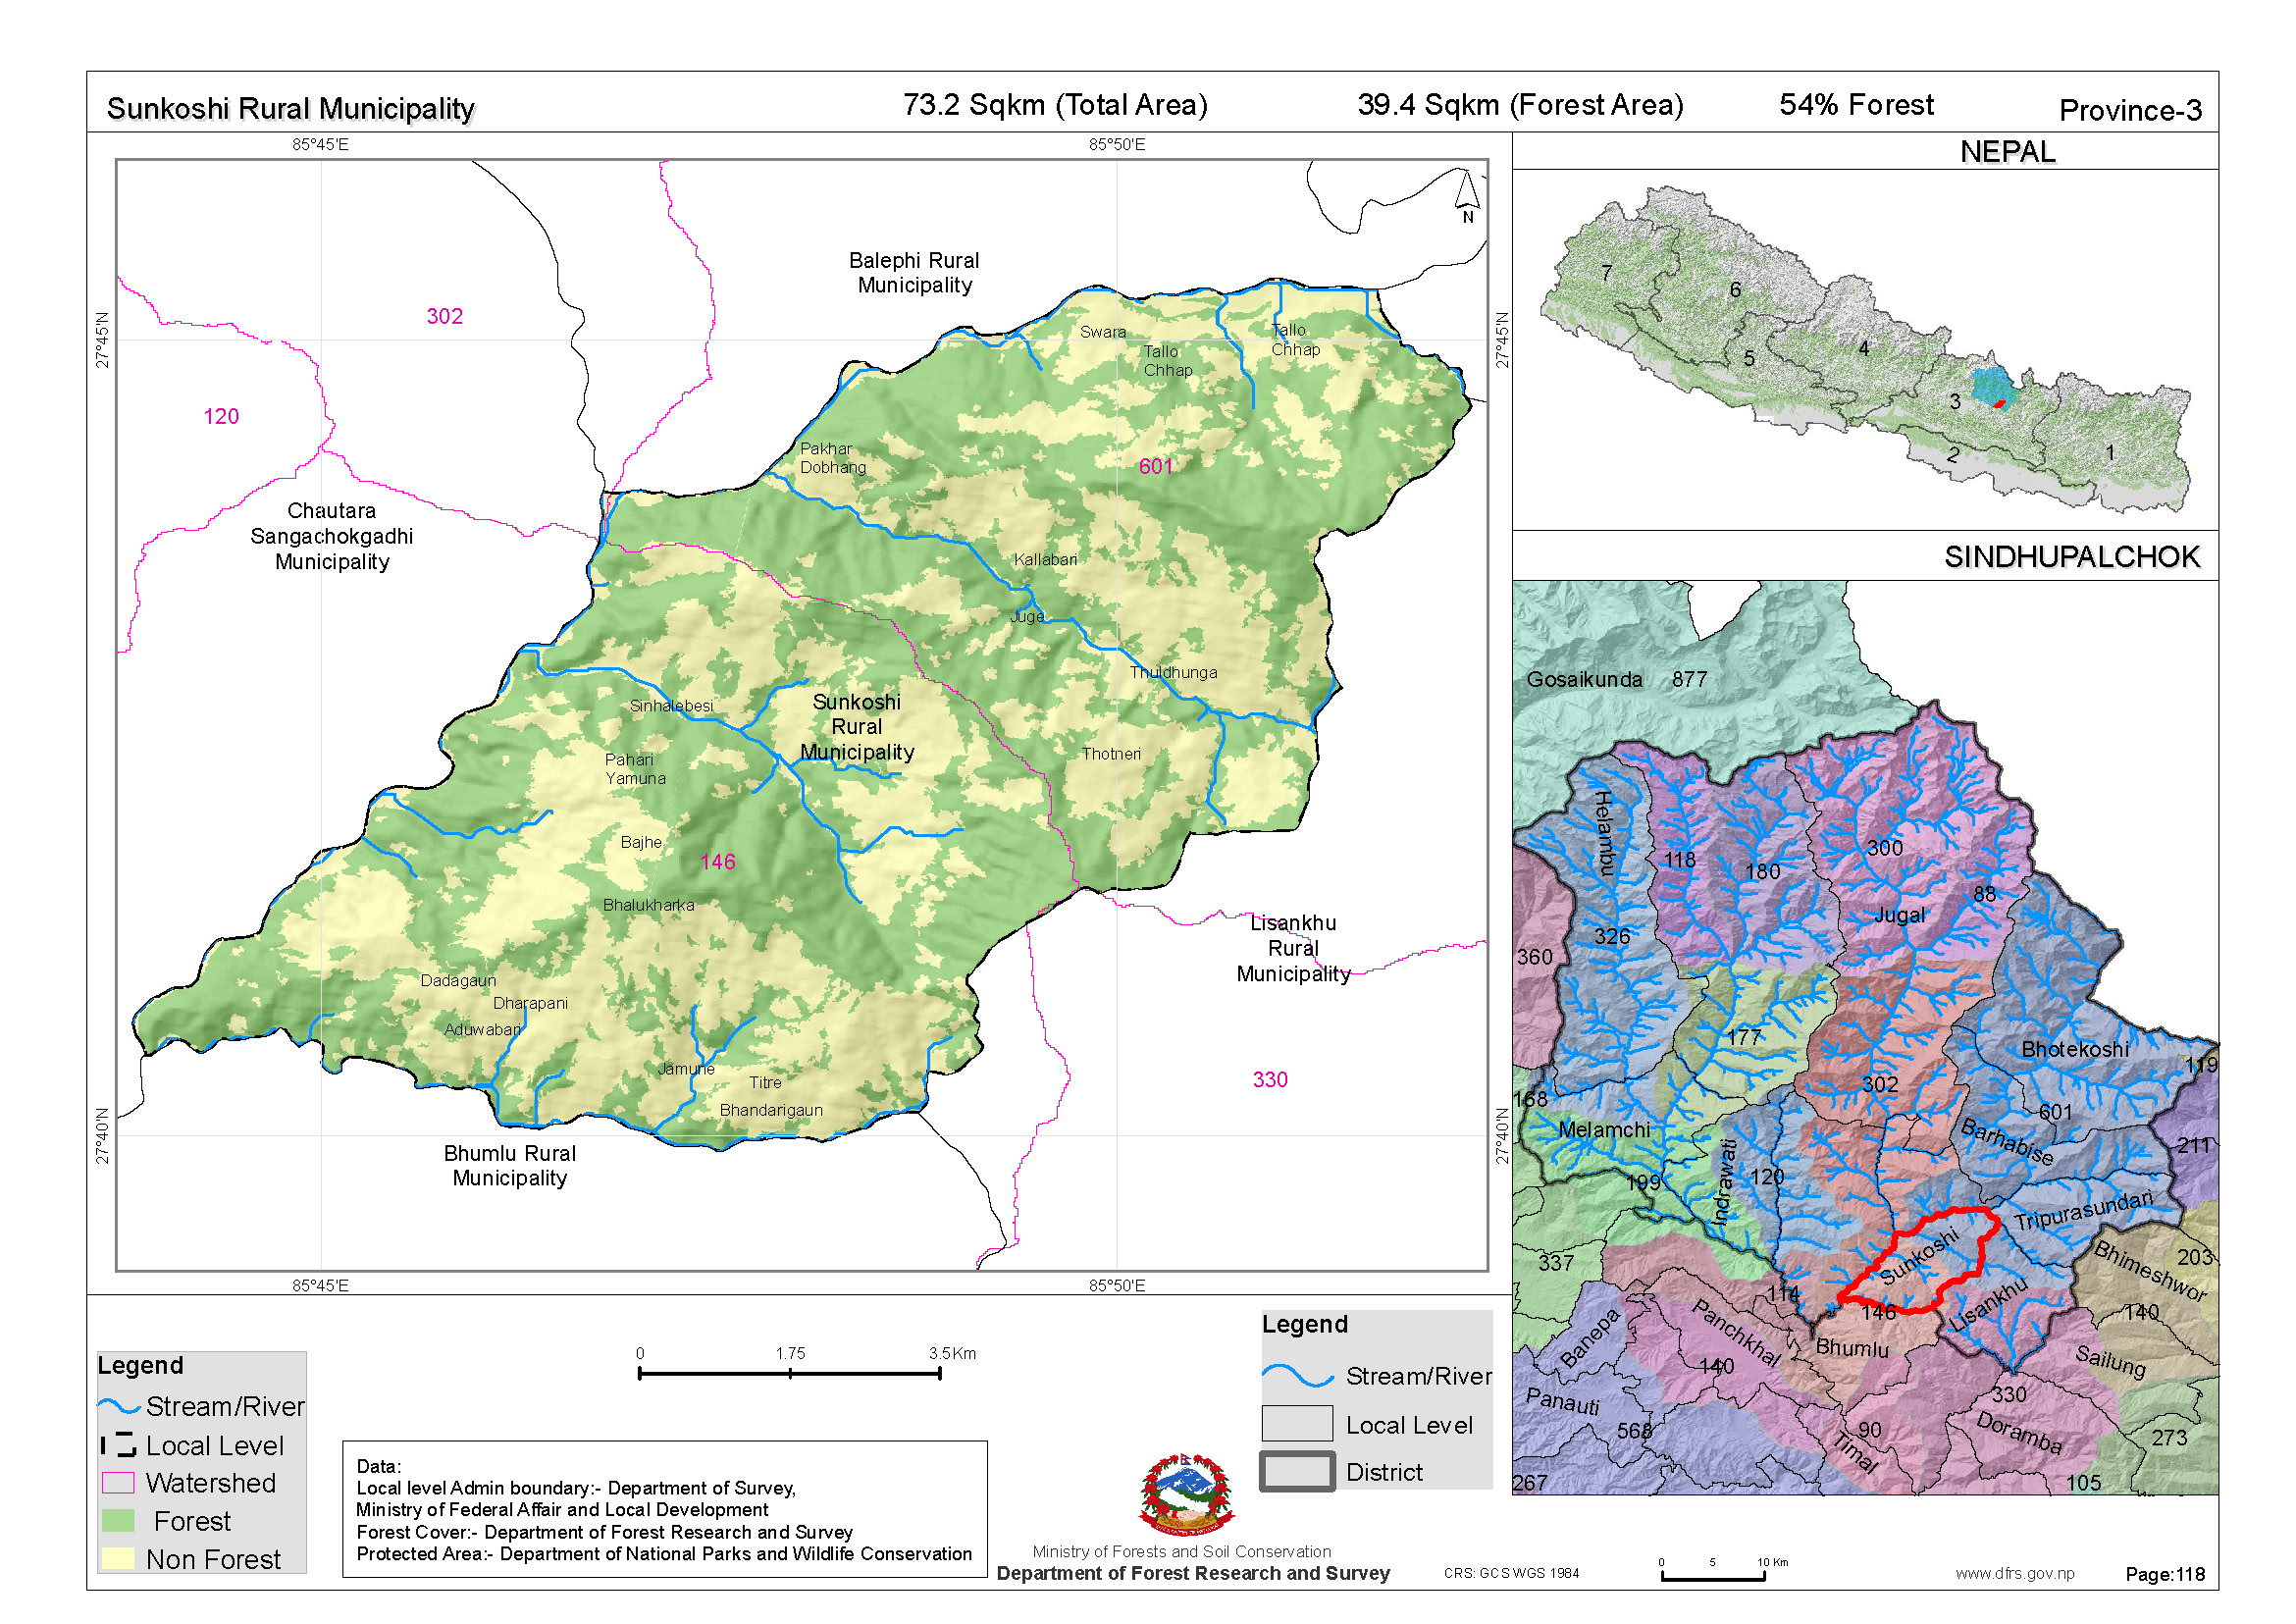 Sunkoshi Rural Municipality
73.2 Sqkm (Total Area)
39.4 Sqkm (Forest Area)
54% Forest
Province-3
85°45'E
85°50'E
27°45'N
27°45'N
27°40'N
27°40'N
85°45'E
85°50'E
N
Balephi Rural
Municipality
302
120
Chautara
Sangachokgadhi
Municipality
Swara
Tallo
Chhap
Tallo
Chhap
Pakhar
Dobhang
601
Kallabari
Juge
Thuldhunga
Sinhalebesi
Sunkoshi
Rural
Municipality
Pahari
Yamuna
Thotneri
Bajhe
146
Bhalukharka
Lisankhu
Rural
Municipality
Dadagaun
Dharapani
Aduwabari
Jamune
Titre
Bhandarigaun
330
Bhumlu Rural
Municipality
NEPAL
7
6
5
4
3
2
1
SINDHUPALCHOK
Gosaikunda
877
Helambu
118
180
300
88
Jugal
326
360
177
Bhotekoshi
119
302
168
601
Melamchi
Barhabise
211
Indrawati
120
199
Tripurasundari
Sunkoshi
Bhimeshwor
203
337
Lisankhu
114
146
140
Banepa
Panchkhal
Bhumlu
140
Sailung
Panauti
330
568
90
Doramba
Timal
273
267
105
Legend
Stream/River
Local Level
Watershed
Forest
Non Forest
0
1.75
3.5 Km
Data:
Local level Admin boundary:- Department of Survey,
Ministry of Federal Affair and Local Development
Forest Cover:- Department of Forest Research and Survey
Protected Area:- Department of National Parks and Wildlife Conservation
Legend
Stream/River
Local Level
District
Ministry of Forests and Soil Conservation
Department of Forest Research and Survey
CRS: GCS WGS 1984
0
5
10 Km
www.dfrs.gov.np
Page:118